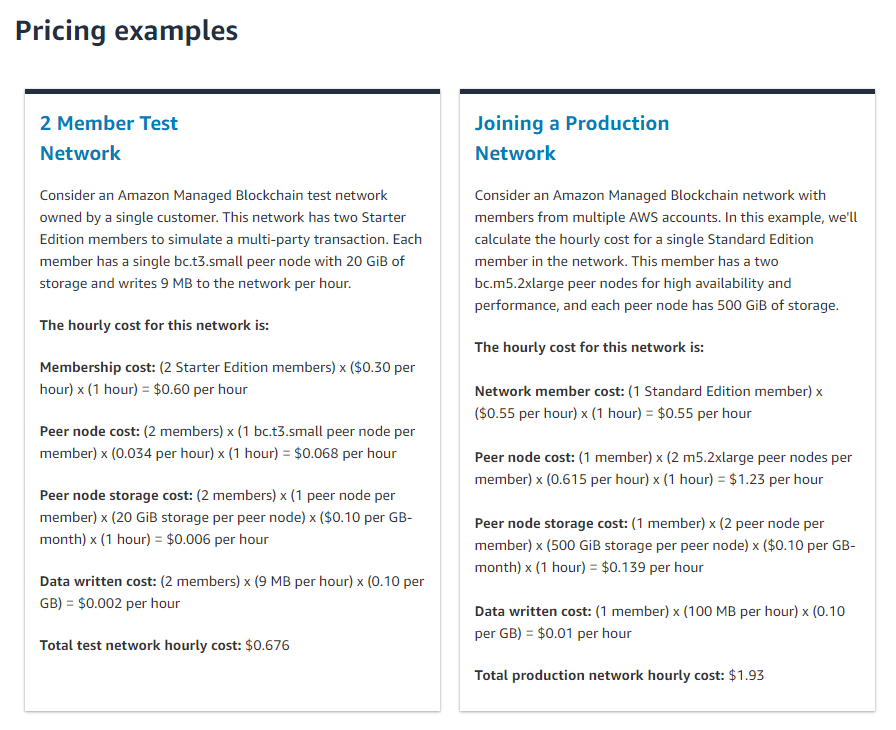 Pricing examples
2 Member Test
Network
Consider an Amazon Managed Blockchain test network
owned by a single customer. This network has two Starter
Edition members to simulate a multi-party transaction. Each
member has a single bc.t3.small peer node with 20 GiB of
storage and writes 9 MB to the network per hour.
The hourly cost for this network is:
Membership cost: (2 Starter Edition members) x ($0.30 per
hour) x (1 hour) = $0.60 per hour
Peer node cost: (2 members) x (1 bc.t3.small peer node per
member) x (0.034 per hour) x (1 hour) = $0.068 per hour
Peer node storage cost: (2 members) x (1 peer node per
member) x (20 GiB storage per peer node) x ($0.10 per GB-
month) x (1 hour) = $0.006 per hour
Data written cost: (2 members) x (9 MB per hour) x (0.10 per
GB) = $0.002 per hour
Total test network hourly cost: $0.676
Joining a Production
Network
Consider an Amazon Managed Blockchain network with
members from multiple AWS accounts. In this example, we'll
calculate the hourly cost for a single Standard Edition
member in the network. This member has a two
bc.m5.2xlarge peer nodes for high availability and
performance, and each peer node has 500 GiB of storage.
The hourly cost for this network is:
Network member cost: (1 Standard Edition member) x
($0.55 per hour) x (1 hour) = $0.55 per hour
Peer node cost: (1 member) x (2 m5.2xlarge peer nodes per
member) x (0.615 per hour) x (1 hour) = $1.23 per hour
Peer node storage cost: (1 member) x (2 peer node per
member) x (500 GiB storage per peer node) x ($0.10 per GB-
month) x (1 hour) = $0.139 per hour
Data written cost: (1 member) x (100 MB per hour) x (0.10
per GB) = $0.01 per hour
Total production network hourly cost: $1.93